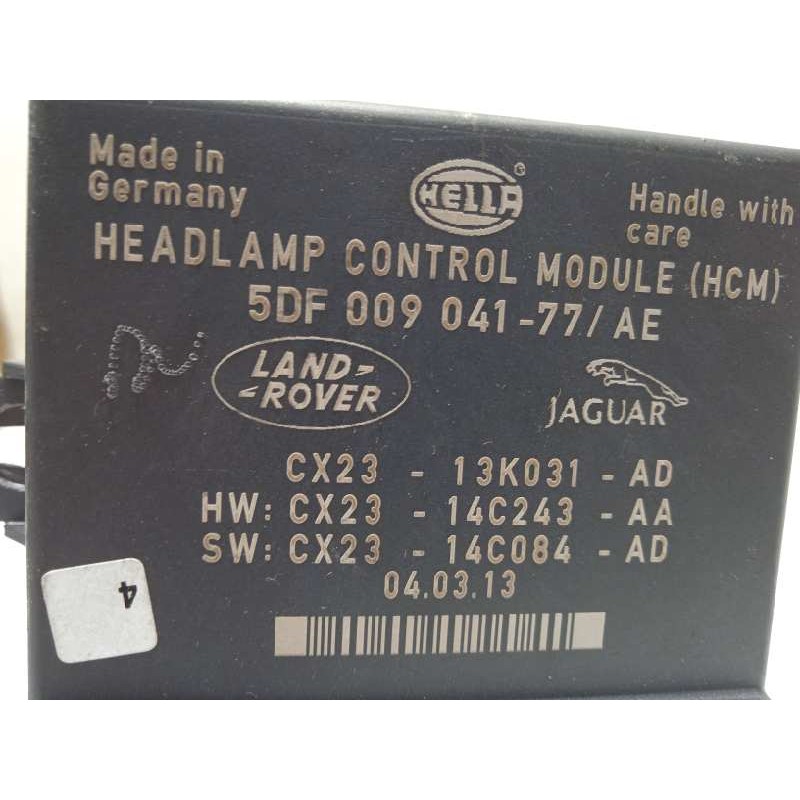 Made in
Germany
HELLA
®
Handle with
care
HEADLAMP CONTROL MODULE (HCM)
5DF 009 041-77/AE
LAND-
-ROVER
JAGUAR
CX23 - 13K031 - AD
HW: CX23 - 14C243 - AA
SW: CX23 - 14C084 - AD
04.03.13
4